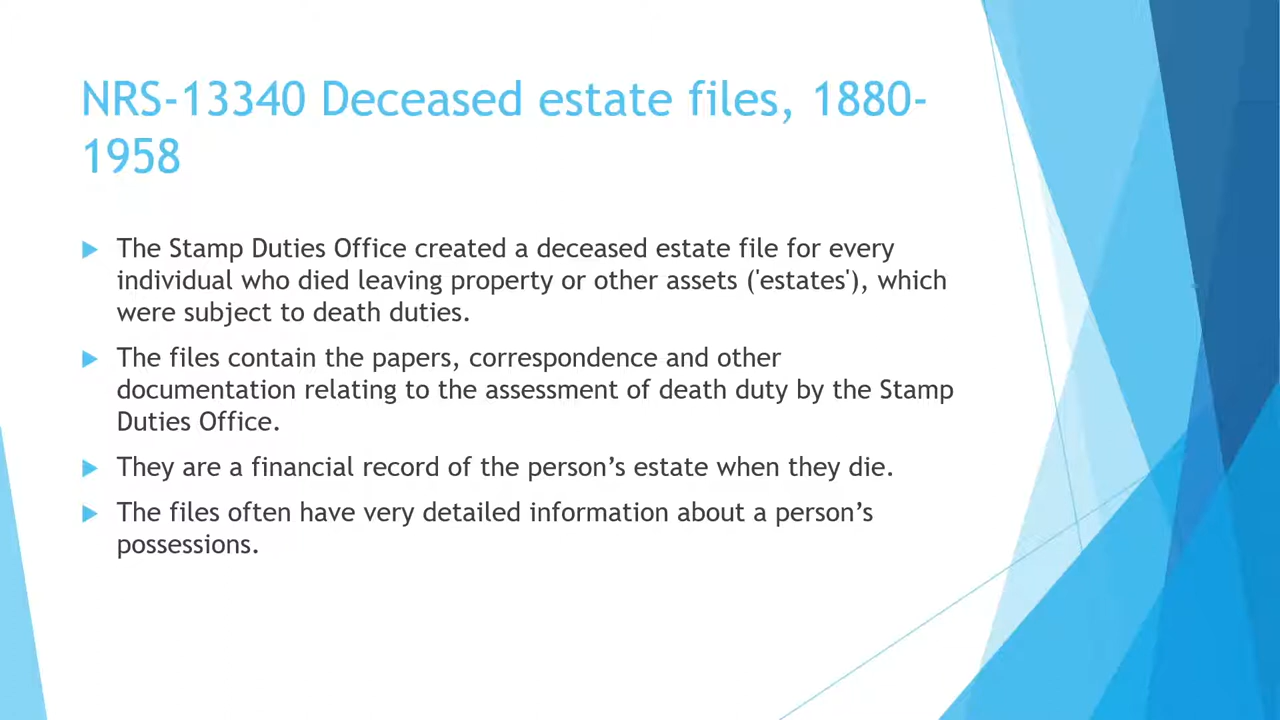 NRS-13340 Deceased estate files, 1880-
1958
The Stamp Duties Office created a deceased estate file for every
individual who died leaving property or other assets ('estates'), which
were subject to death duties.
The files contain the papers, correspondence and other
documentation relating to the assessment of death duty by the Stamp
Duties Office.
They are a financial record of the person’s estate when they die.
The files often have very detailed information about a person’s
possessions.